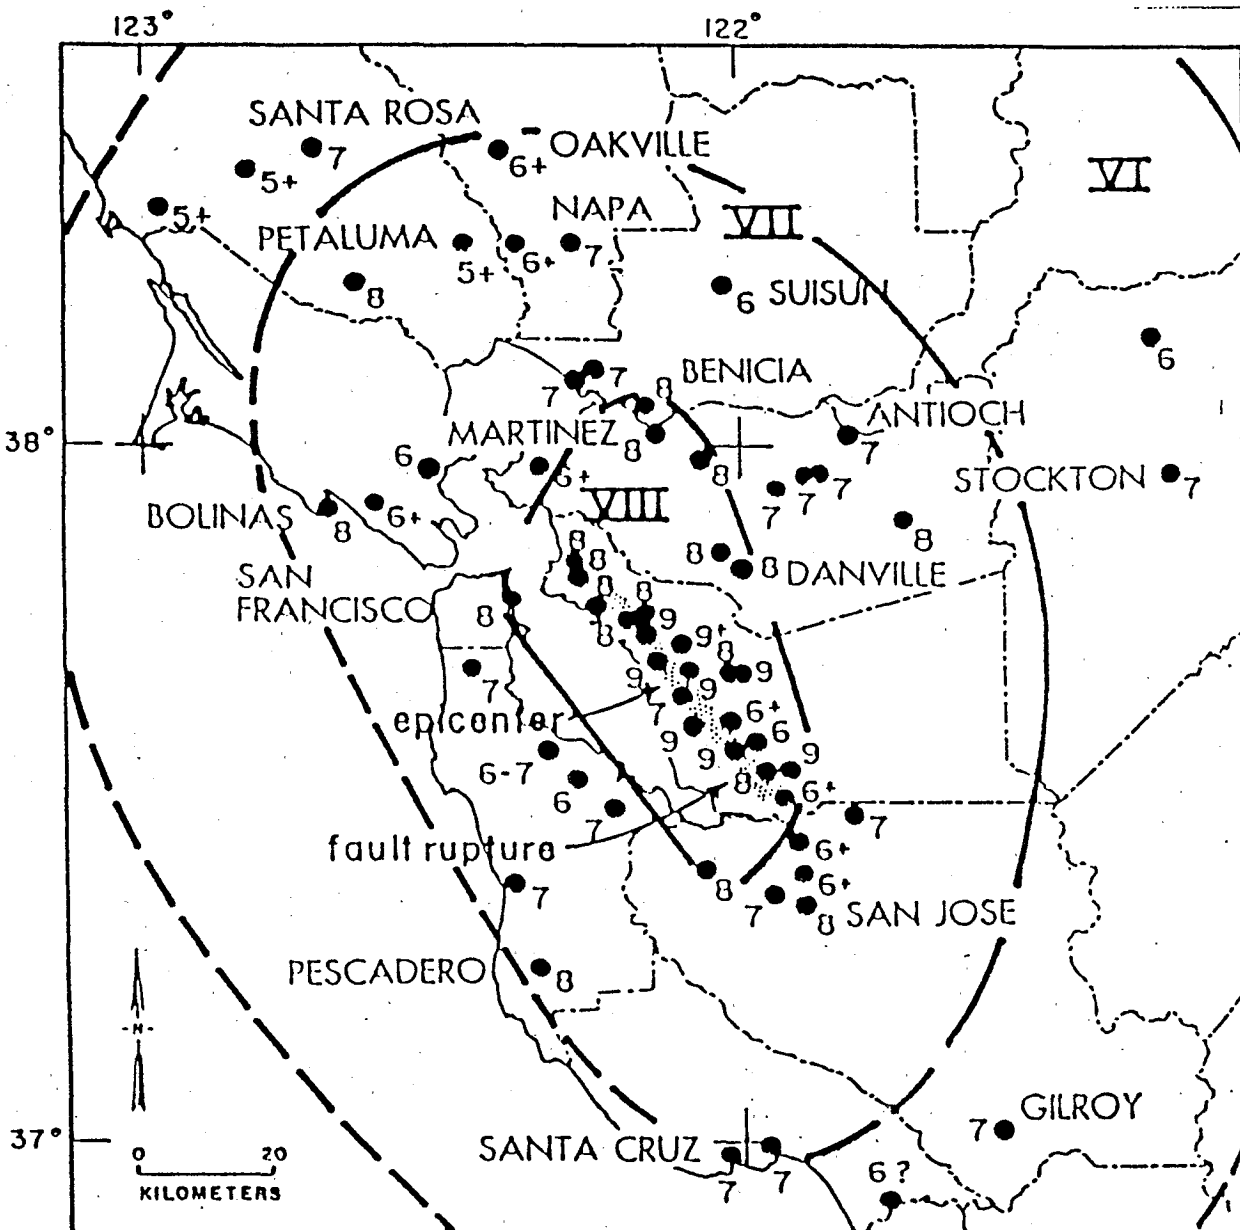 123° 122°
SANTA ROSA
7
OAKVILLE
6+
5+
VI
5+
NAPA
VII
PETALUMA
5+ 6+ 7
8
6 SUISUN
6
7 7
8 BENICIA
ANTIOCH
38°
MARTINEZ 8
7
6 6+ 8
STOCKTON 7
7 7 7
VIII
BOLINAS 8 6+
8
8 8
8 8 DANVILLE
SAN
FRANCISCO
8
8 8
8
9 9+
8
7
9 9 9
7
epicenter
6+ 6
9 9 9
6-7
6
8 6+
7
7
fault rupture
6+
8 6+
7
7 8 SAN JOSE
PESCADERO
8
N
GILROY
7
37°
SANTA CRUZ
7 7
6?
0 20
KILOMETERS